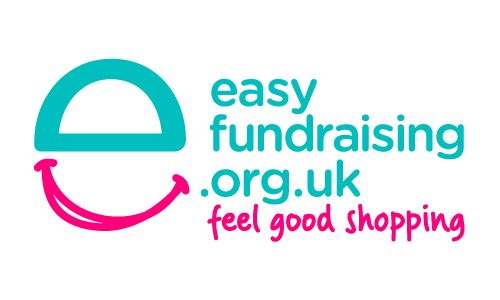 easy
fundraising
.org.uk
feel good shopping